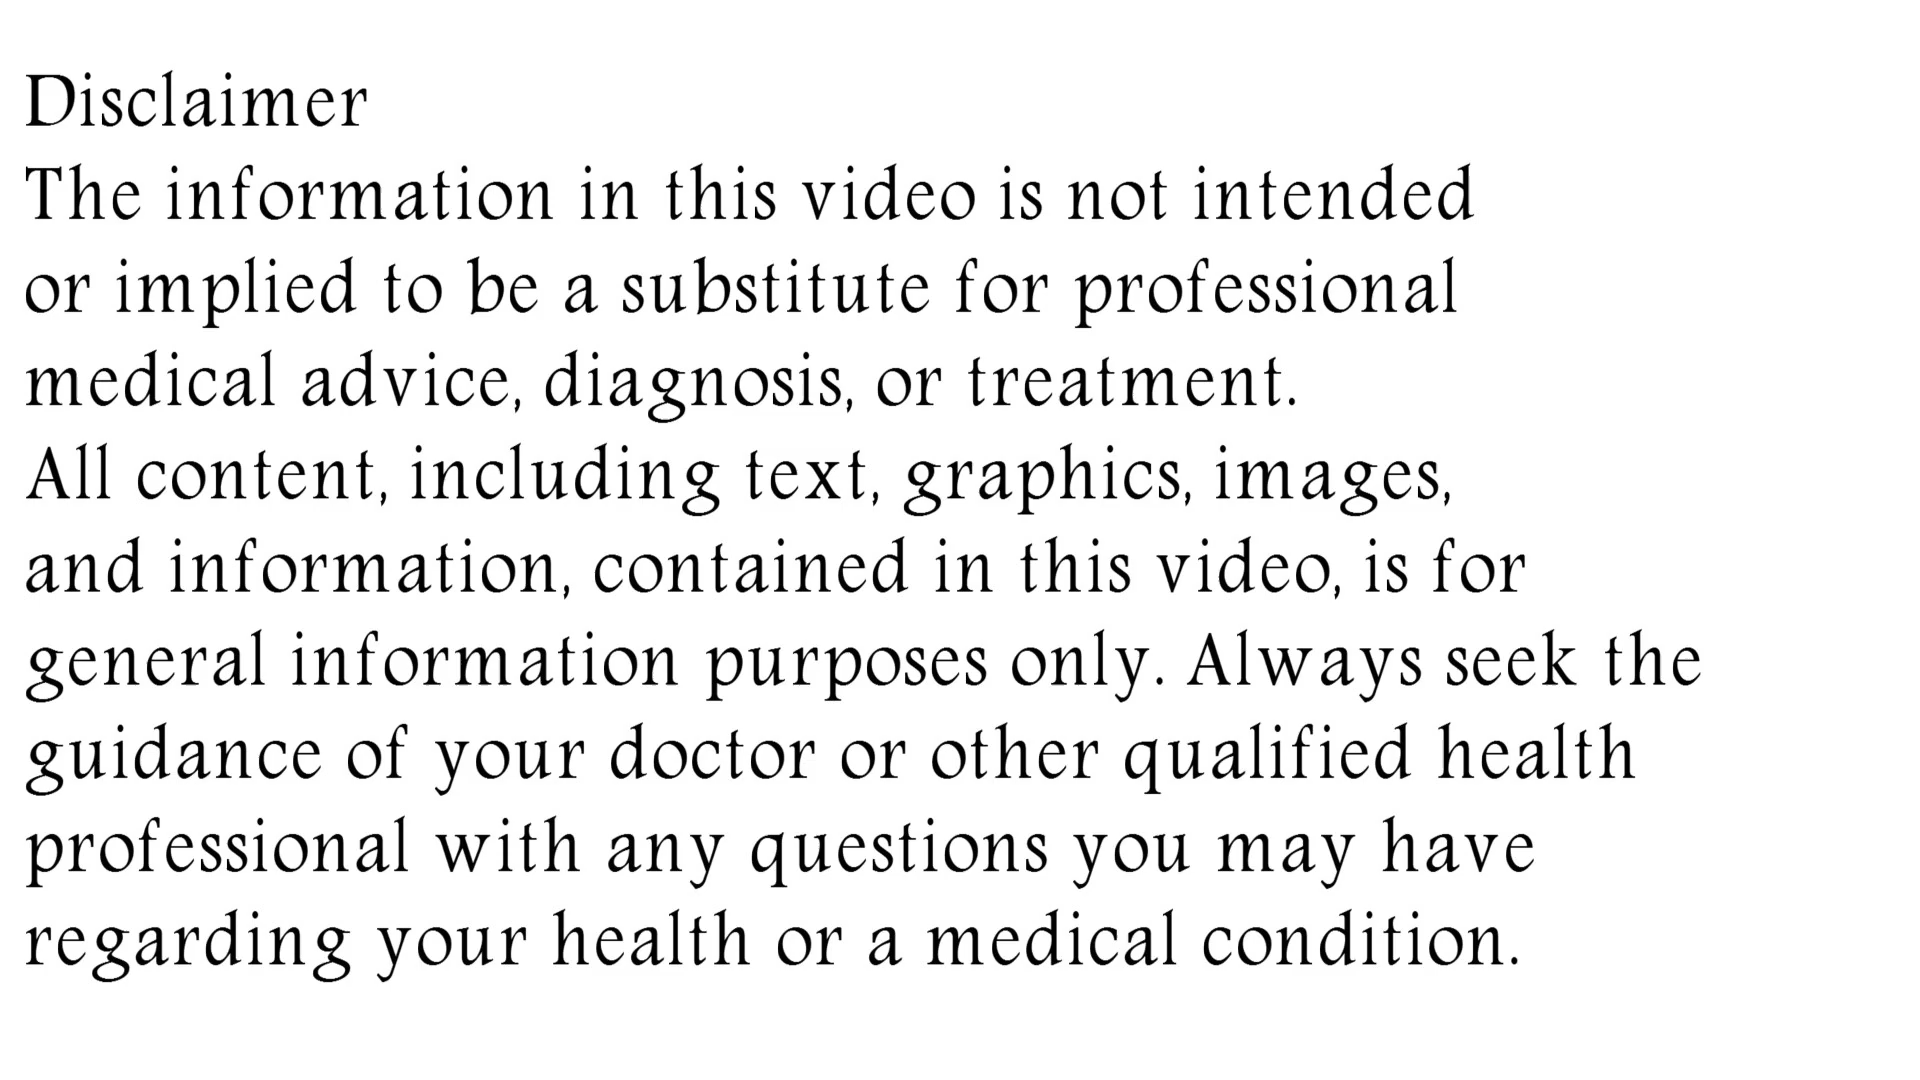 Disclaimer
The information in this video is not intended
or implied to be a substitute for professional
medical advice, diagnosis, or treatment.
All content, including text, graphics, images,
and information, contained in this video, is for
general information purposes only. Always seek the
guidance of your doctor or other qualified health
professional with any questions you may have
regarding your health or a medical condition.